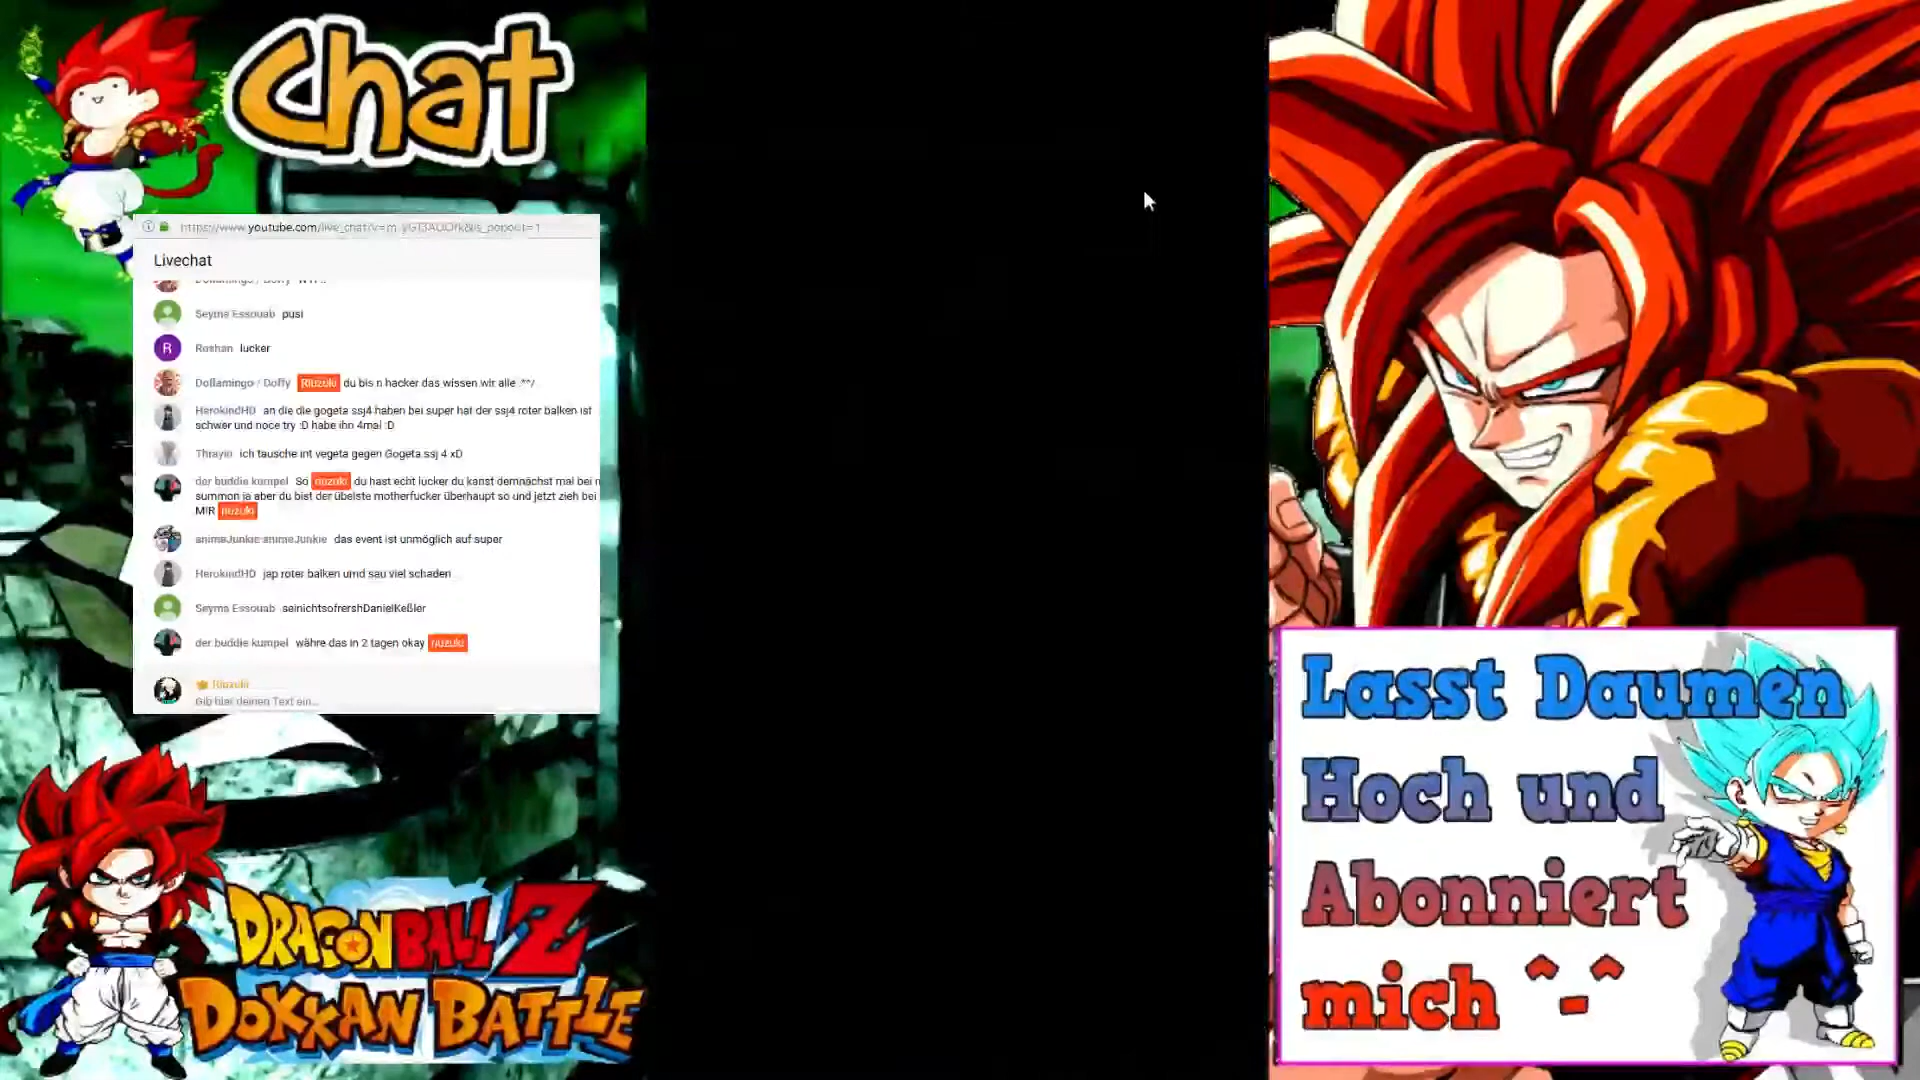 Chat
https://www.youtube.com/live_chat?v=m
Livechat
Seyma Essouab pusi
Roshan lucker
Doflamingo / Doffy Riuzuki du bis n hacker das wissen wir alle .^^/
HerokindHD an die die gogeta ssj4 haben bei super hat der ssj4 roter balken ist
schwer und noce try :D habe ihn 4mal :D
Thrayin ich tausche int vegeta gegen Gogeta ssj 4 xD
der buddie kumpel So riuzuki du hast echt lucker du kanst demnächst mal bei
summon ja aber du bist der übelste motherfucker überhaupt so und jetzt zieh bei
MIR riuzuki
animeJunkie animeJunkie das event ist unmöglich auf super
HerokindHD jap roter balken umd sau viel schaden
Seyma Essouab seinichtsofrershDanielKeßler
der buddie kumpel währe das in 2 tagen okay riuzuki
Riuzuki
Gib hier deinen Text ein...
DRAGONBALL Z
DOKKAN BATTLE
Lasst Daumen
Hoch und
Abonniert
mich ^-^